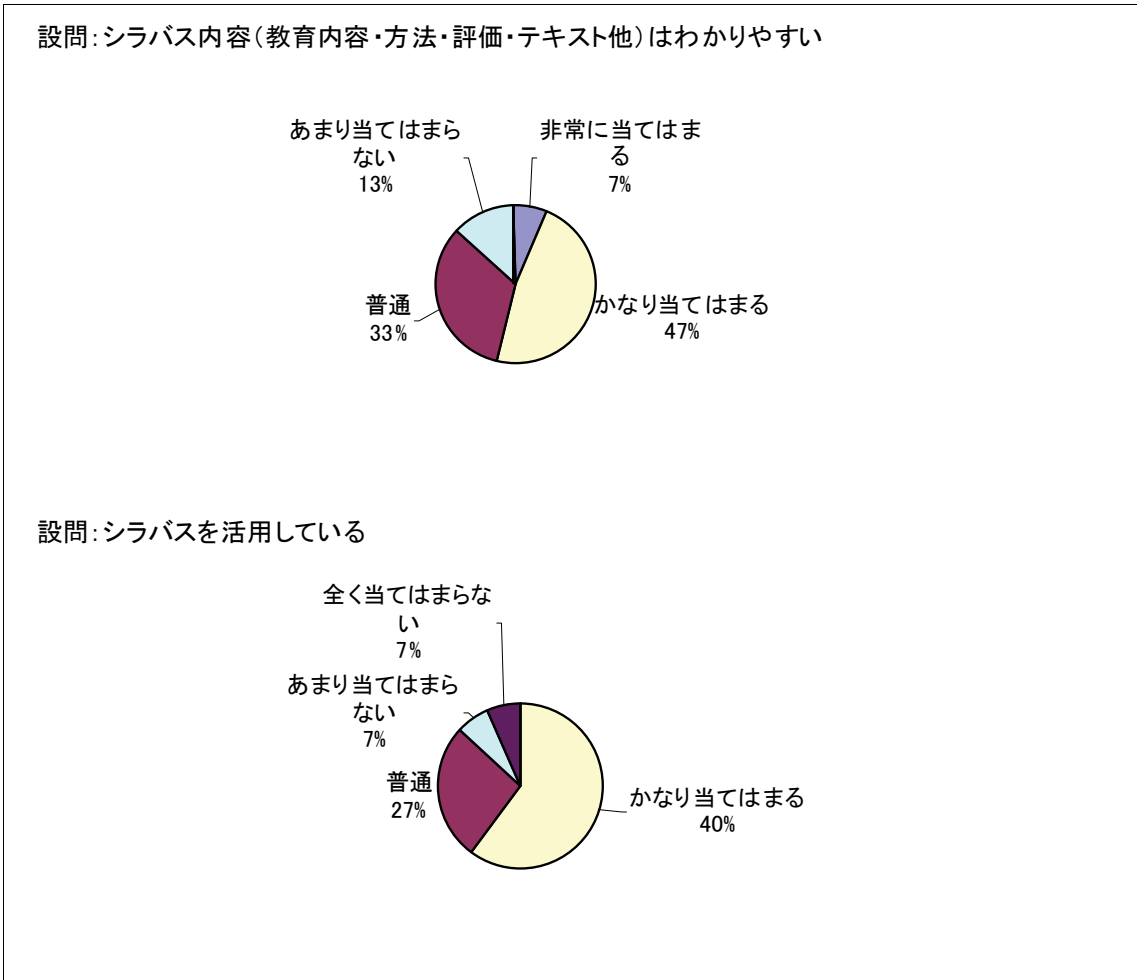 設問:シラバス内容(教育内容・方法・評価・テキスト他)はわかりやすい
あまり当てはまら
ない
13%
非常に当てはま
る
7%
普通
33%
かなり当てはまる
47%
設問:シラバスを活用している
全く当てはまらな
い
7%
あまり当てはまら
ない
7%
普通
27%
かなり当てはまる
40%